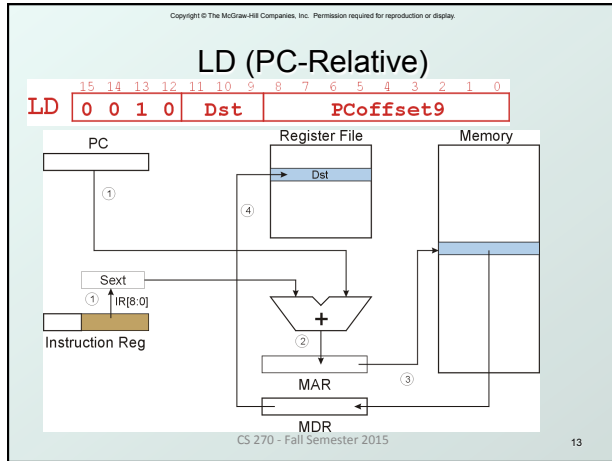 Copyright © The McGraw-Hill Companies, Inc. Permission required for reproduction or display.
LD (PC-Relative)
15 14 13 12 11 10 9 8 7 6 5 4 3 2 1 0
LD 0 0 1 0 Dst PCoffset9
PC
Register File
Memory
Dst
1
4
Sext
1
IR[8:0]
Instruction Reg
+
2
MAR
3
MDR
CS 270 - Fall Semester 2015
13